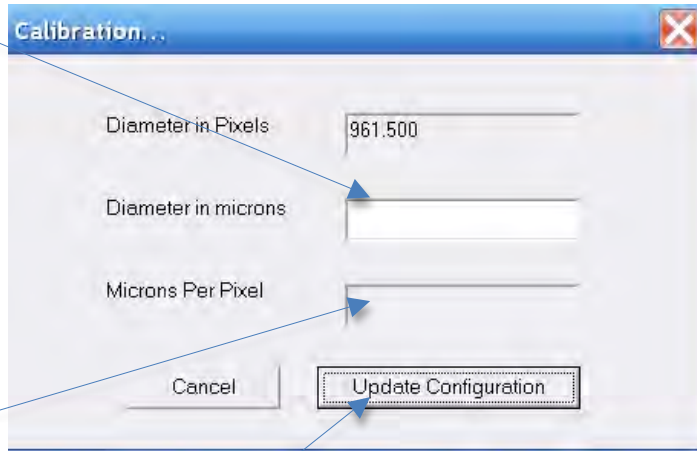 Calibration...
Diameter in Pixels 961.500
Diameter in microns
Microns Per Pixel
Cancel Update Configuration